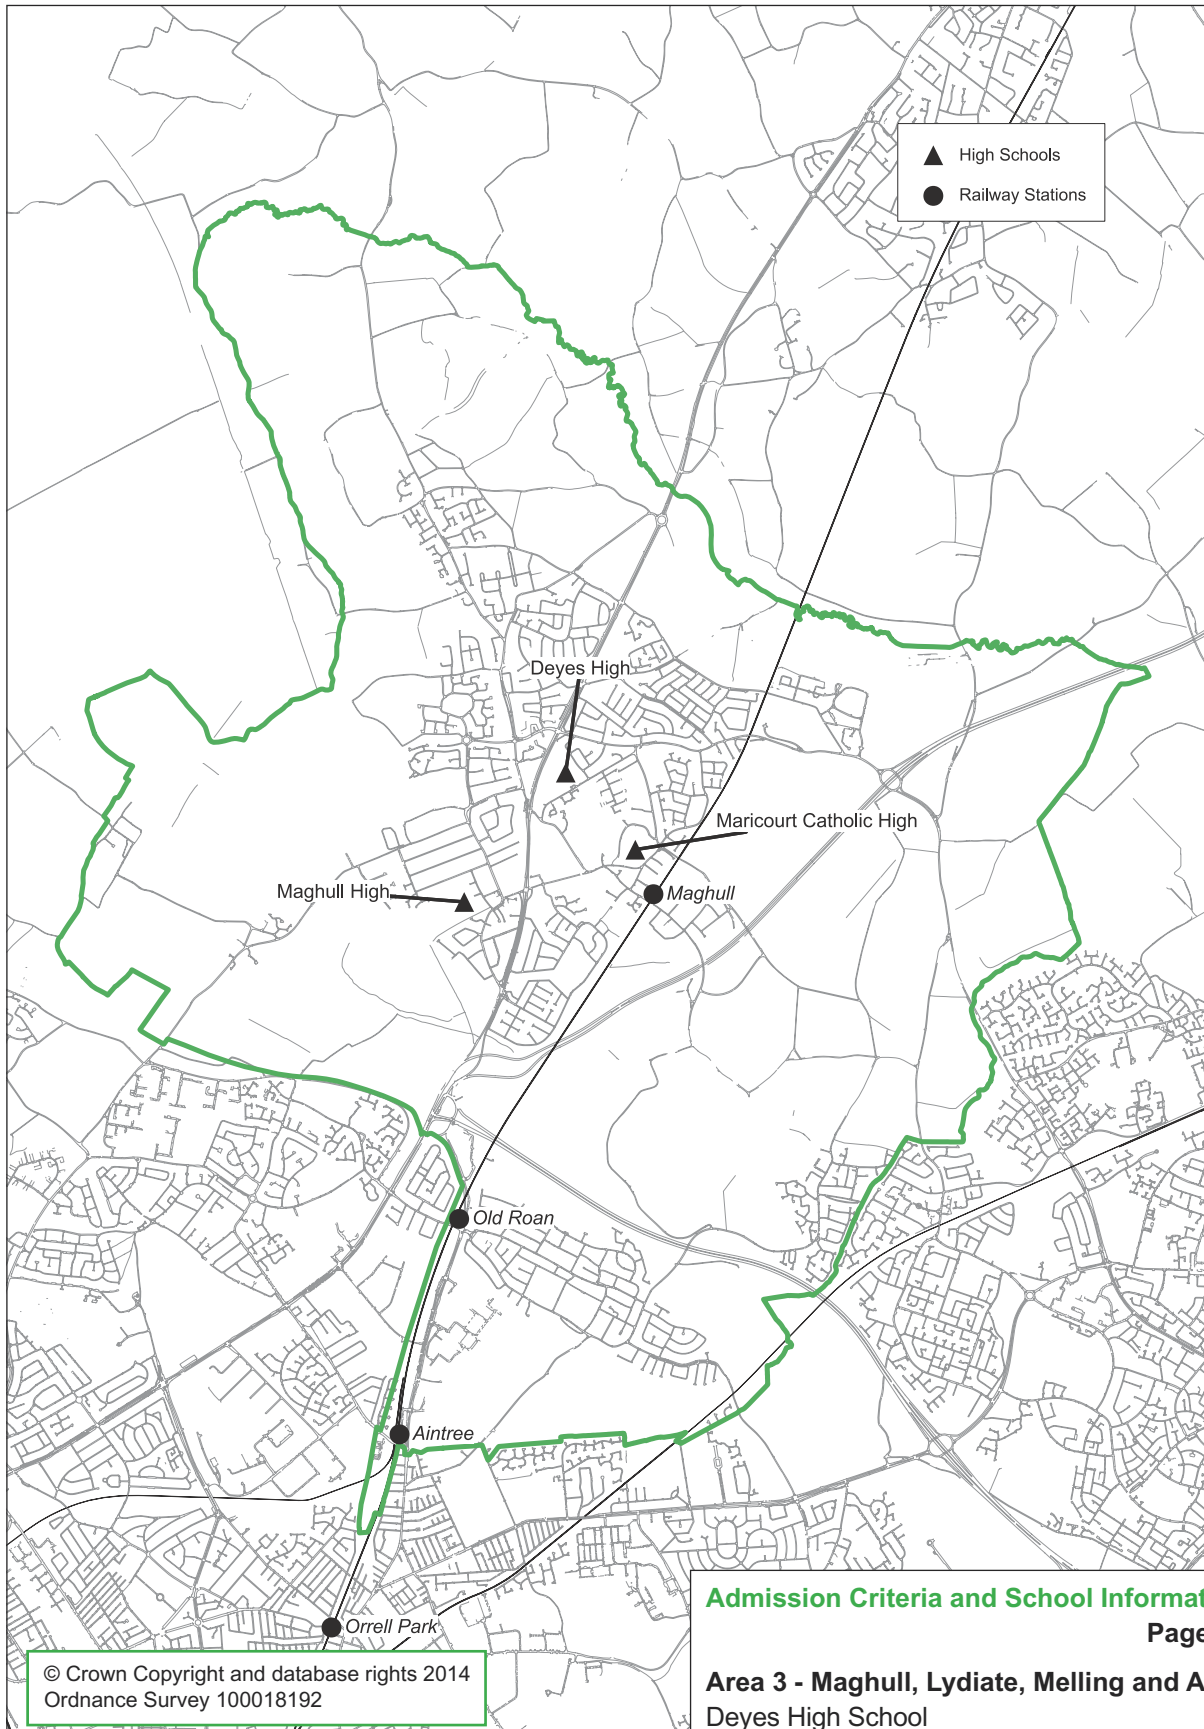 High Schools
Railway Stations
Deyes High
Maricourt Catholic High
Maghull High
Maghull
Old Roan
Aintree
Orrell Park
© Crown Copyright and database rights 2014
Ordnance Survey 100018192
Admission Criteria and School
Page
Area 3 - Maghull, Lydiate, Melling and
Deyes High School